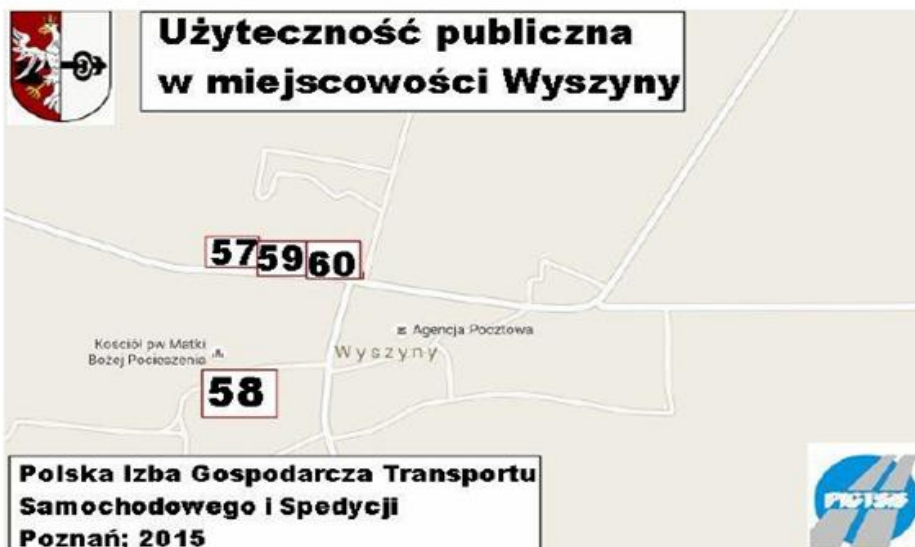 Użyteczność publiczna
w miejscowości Wyszyny
57
59
60
Agencja Pocztowa
Kościół pw Matki
Bożej Pocieszenia
Wyszyny
58
Polska Izba Gospodarcza Transportu
Samochodowego i Spedycji
Poznań: 2015
PIGTSiS